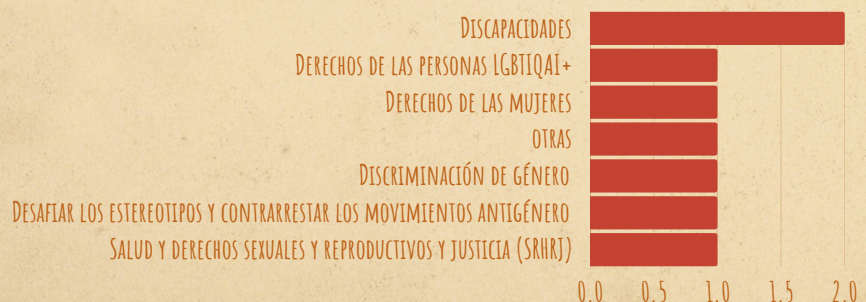 Discapacidades
Derechos de las personas LGBTIQAI+
Derechos de las mujeres
otras
Discriminación de género
Desafiar los estereotipos y contrarrestar los movimientos antigénero
Salud y derechos sexuales y reproductivos y justicia (SRHRJ)
0.0 0.5 1.0 1.5 2.0